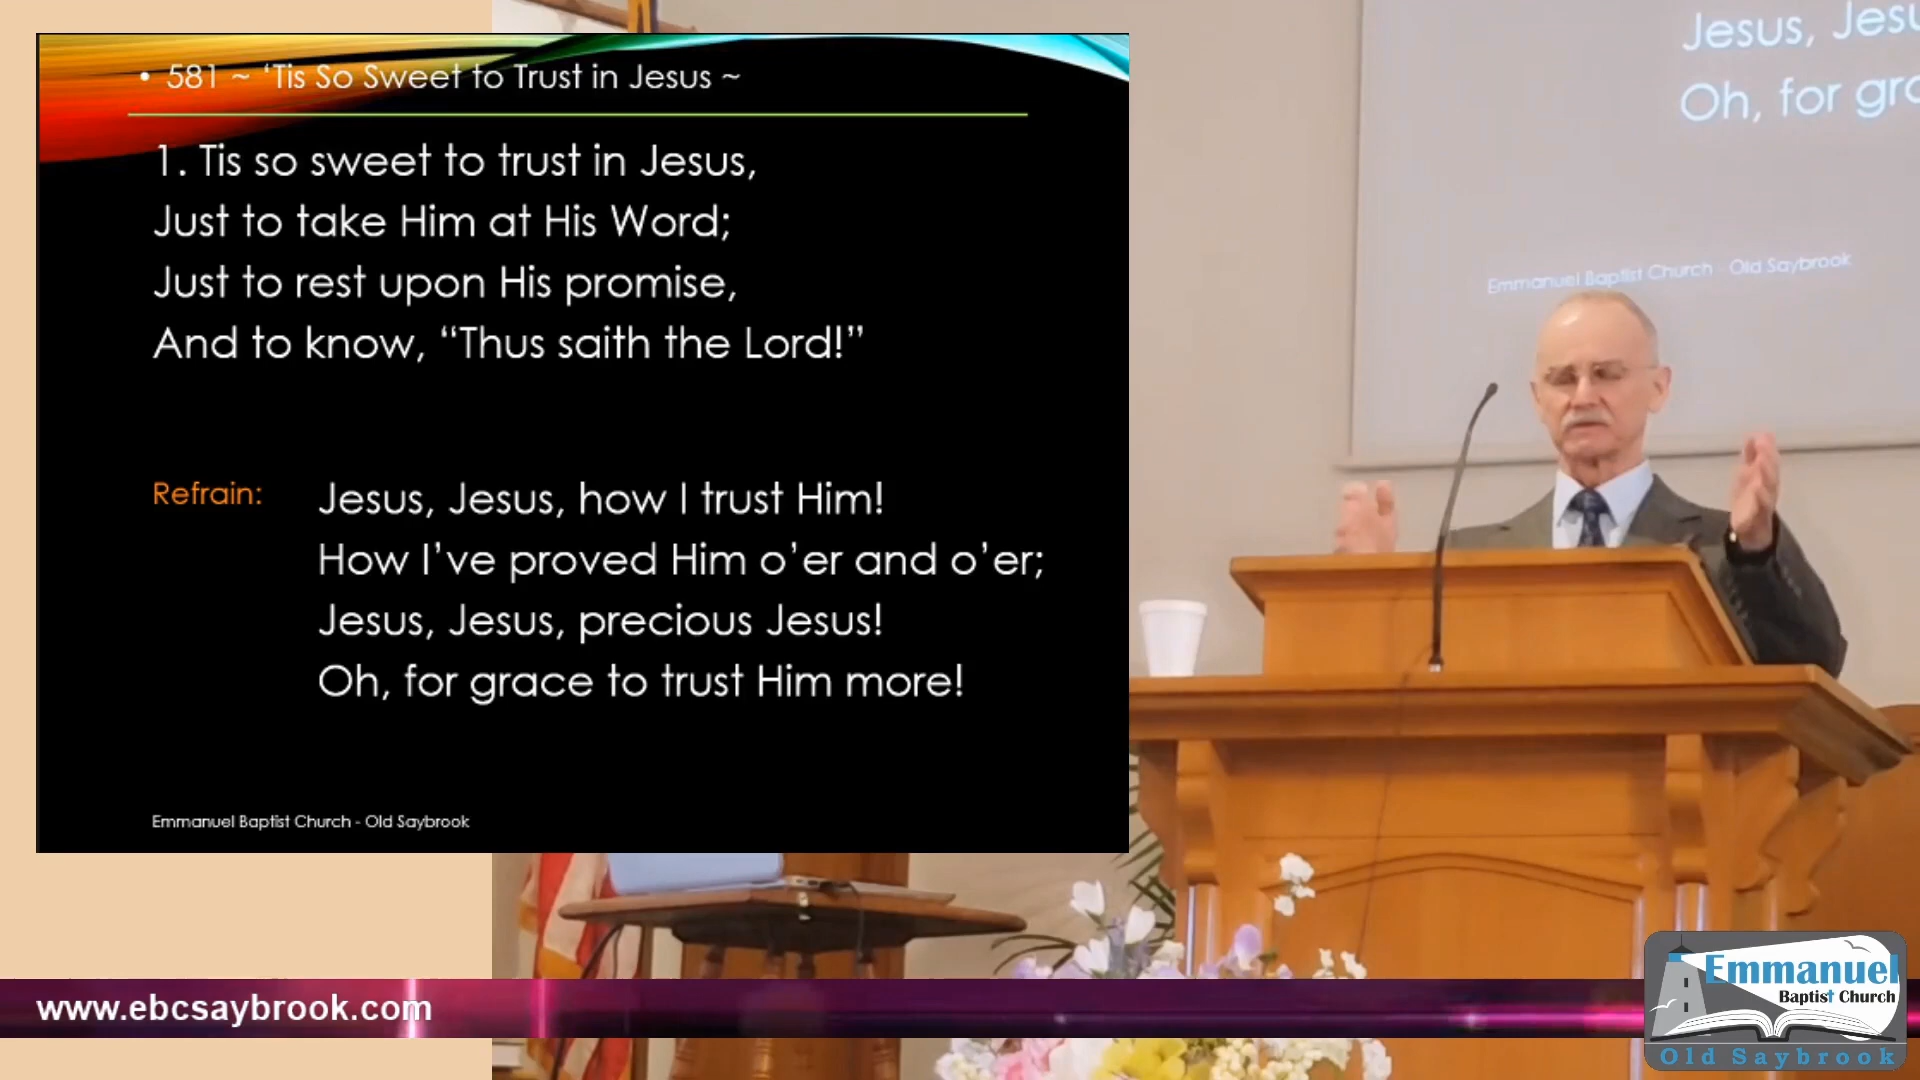 • 581 ~ ‘Tis So Sweet to Trust in Jesus ~
1. Tis so sweet to trust in Jesus,
Just to take Him at His Word;
Just to rest upon His promise,
And to know, “Thus saith the Lord!”
Refrain:
Jesus, Jesus, how I trust Him!
How I’ve proved Him o’er and o’er;
Jesus, Jesus, precious Jesus!
Oh, for grace to trust Him more!
Emmanuel Baptist Church - Old Saybrook
Jesus, Jesu
Oh, for gra
Emmanuel Baptist Church - Old Saybrook
www.ebcsaybrook.com
Emmanuel
Baptist Church
Old Saybrook